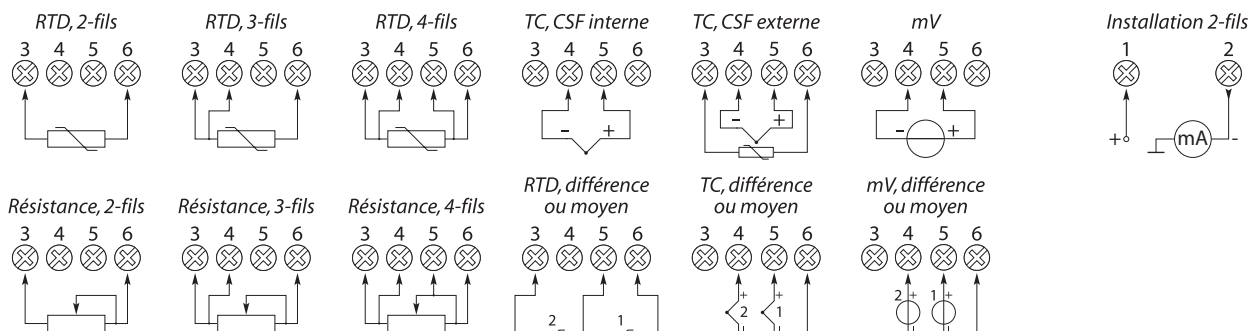 RTD, 2-fils RTD, 3-fils RTD, 4-fils TC, CSF interne TC, CSF externe mV Installation 2-fils
3 4 5 6 3 4 5 6 3 4 5 6 3 4 5 6 3 4 5 6 3 4 5 6 1 2
- + - + - + + mA -
RTD, différence TC, différence mV, différence
Résistance, 2-fils Résistance, 3-fils Résistance, 4-fils ou moyen ou moyen ou moyen
3 4 5 6 3 4 5 6 3 4 5 6 3 4 5 6 3 4 5 6 3 4 5 6
+ + 2 + 1 +
2 1 2 1